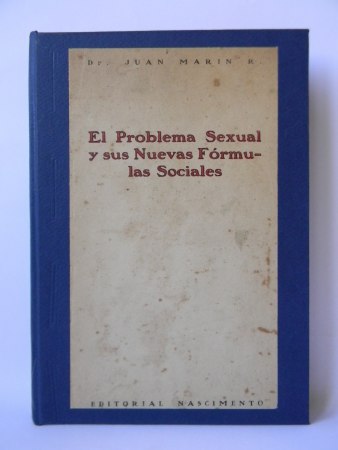 Dr. JUAN MARIN R.
El Problema Sexual
y sus Nuevas Fórmu-
las Sociales
EDITORIAL NASCIMENTO